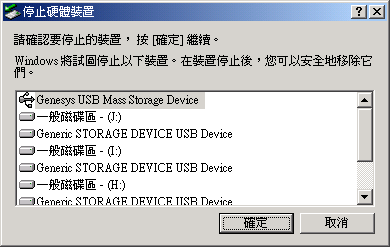 停止硬體裝置
請確認要停止的裝置，按 [確定] 繼續。
Windows 將試圖停止以下裝置。在裝置停止後，您可以安全地移除它
們。
Genesys USB Mass Storage Device
一般磁碟區 - (J:)
Generic STORAGE DEVICE USB Device
一般磁碟區 - (I:)
Generic STORAGE DEVICE USB Device
一般磁碟區 - (H:)
Generic STORAGE DEVICE USB Device
確定
取消